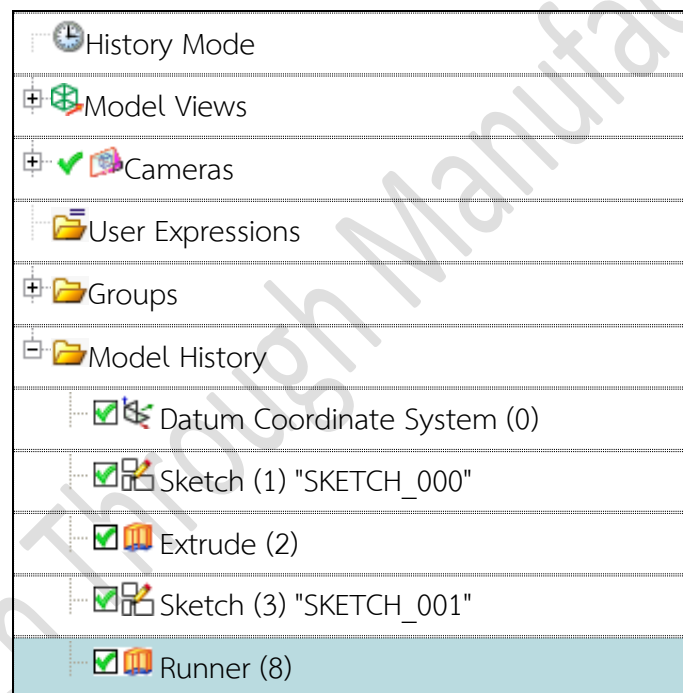 History Mode
Model Views
Cameras
User Expressions
Groups
Model History
Datum Coordinate System (0)
Sketch (1) "SKETCH_000"
Extrude (2)
Sketch (3) "SKETCH_001"
Runner (8)
Through